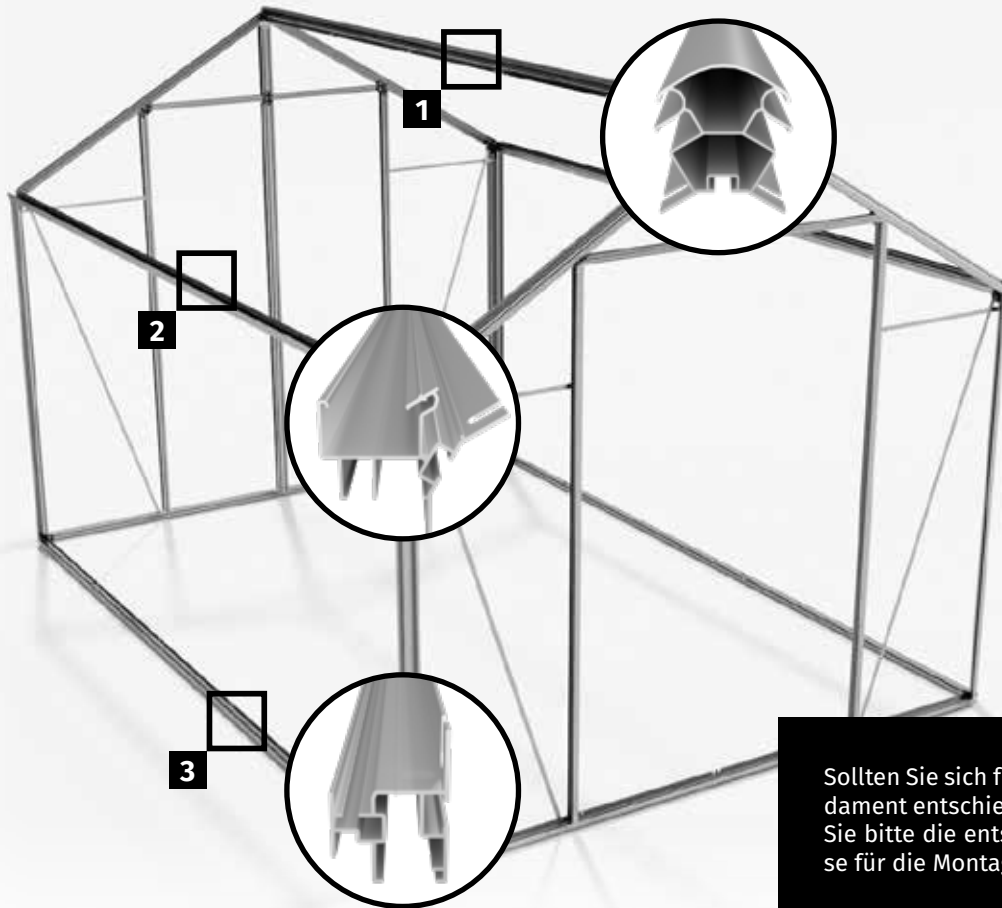 1
2
3
Sollten Sie sich f
dament entschie
Sie bitte die ents
se für die Monta